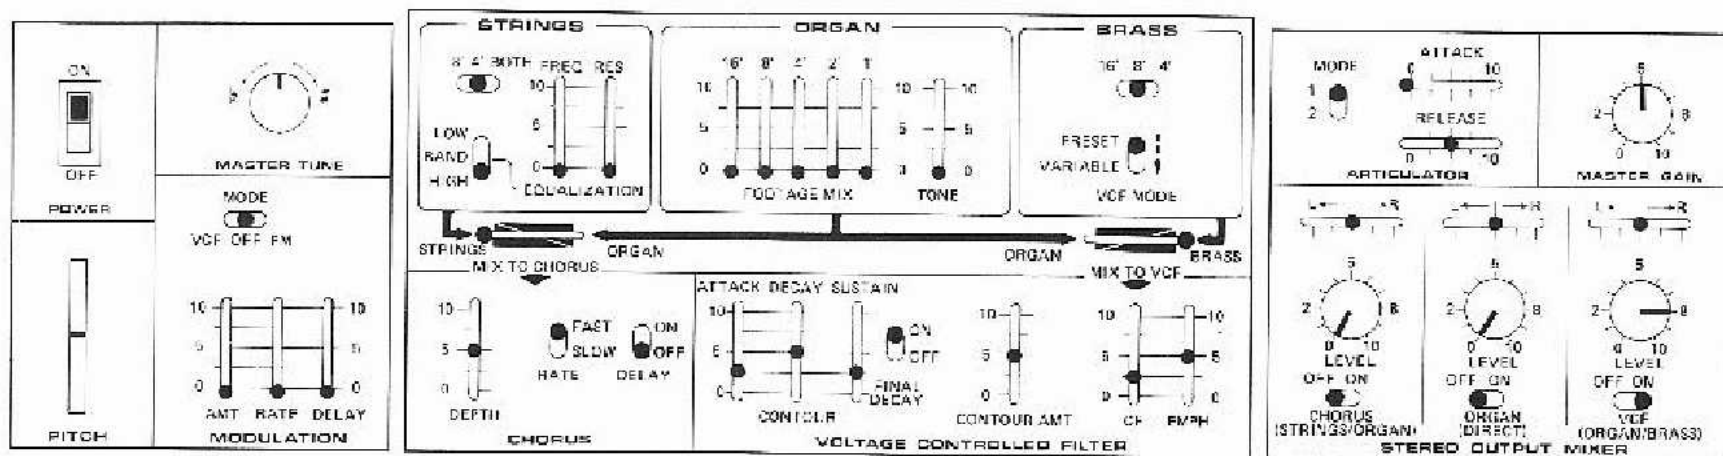 ON
OFF
POWER
PITCH
MASTER TUNE
MODE
VCF OFF FM
10 10
5 5
0 0
AMT RATE DELAY
MODULATION
STRINGS
8' 4' BOTH
FREQ RES
LOW
BAND
HIGH
10
5
0
EQUALIZATION
ORGAN
16' 8' 4' 2' 1'
10 10 10
5 5 5
0 0 0
FOOTAGE MIX
TONE
BRASS
16' 8' 4'
PRESET
VARIABLE
VCF MODE
STRINGS ORGAN
MIX TO CHORUS
ORGAN BRASS
MIX TO VCF
10
5
0
DEPTH
FAST
SLOW
RATE
ON
OFF
DELAY
CHORUS
ATTACK DECAY SUSTAIN
10
5
0
ON
OFF
FINAL
DECAY
CONTOUR
10
5
0
CONTOUR AMT
10 10
5 5
0 0
CF EMPH
VOLTAGE CONTROLLED FILTER
MODE
1
2
ATTACK
0 10
RELEASE
0 10
ARTICULATOR
5
2 8
0 10
MASTER GAIN
L R
5
2 8
0 10
LEVEL
OFF ON
CHORUS
(STRINGS/ORGAN)
L R
5
2 8
0
LEVEL
OFF ON
ORGAN
(DIRECT)
L R
5
2 8
10
LEVEL
OFF ON
VCF
(ORGAN/BRASS)
STEREO OUTPUT MIXER